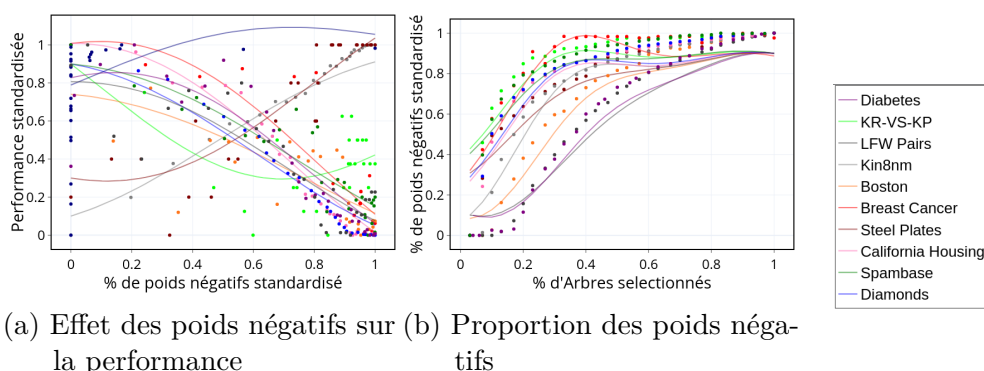 Performance standardisée
1
0.8
0.6
0.4
0.2
0
0 0.2 0.4 0.6 0.8 1
% de poids négatifs standardisé
% de poids négatifs standardisé
1
0.8
0.6
0.4
0.2
0
0 0.2 0.4 0.6 0.8 1
% d'Arbres selectionnés
Diabetes
KR-VS-KP
LFW Pairs
Kin8nm
Boston
Breast Cancer
Steel Plates
California Housing
Spambase
Diamonds
(a) Effet des poids négatifs sur
la performance
(b) Proportion des poids néga-
tifs